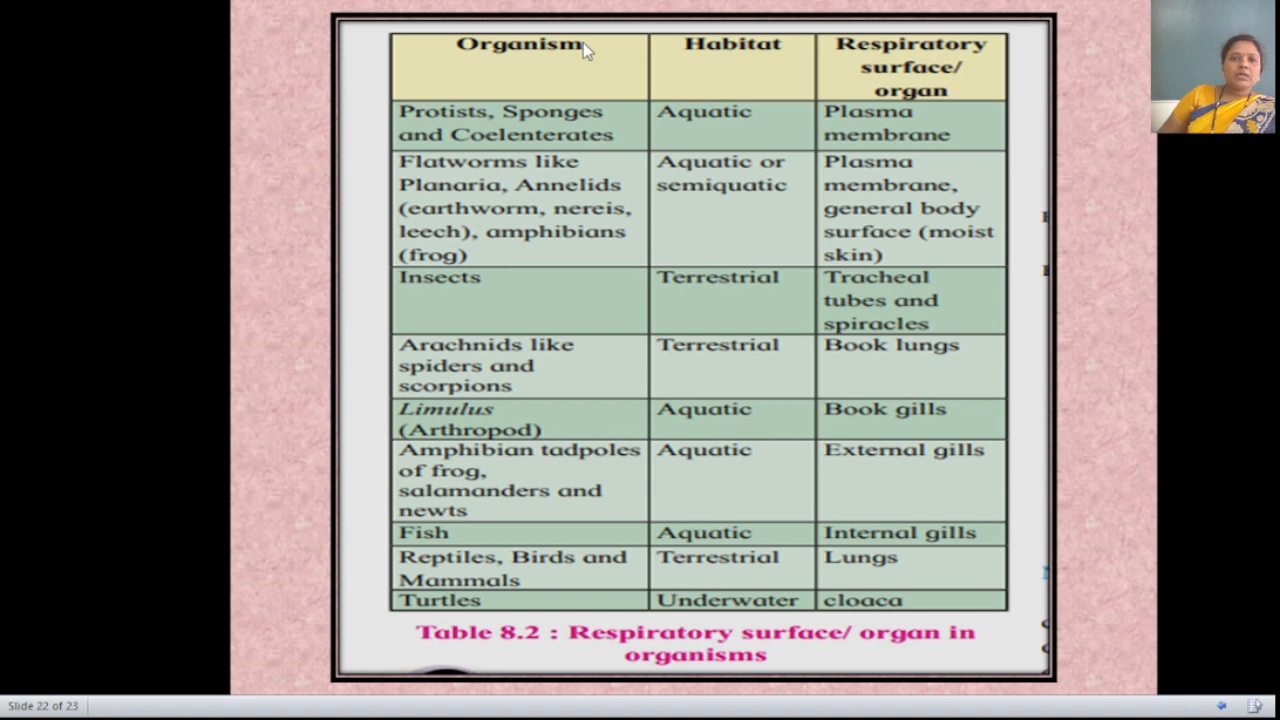 Organism Habitat Respiratory
surface/
organ
Protists, Sponges Aquatic Plasma
and Coelenterates membrane
Flatworms like Aquatic or Plasma
Planaria, Annelids semiquatic membrane,
(earthworm, nereis, general body
leech), amphibians surface (moist
(frog) skin)
Insects Terrestrial Tracheal
tubes and
spiracles
Arachnids like Terrestrial Book lungs
spiders and
scorpions
Limulus Aquatic Book gills
(Arthropod)
Amphibian tadpoles Aquatic External gills
of frog,
salamanders and
newts
Fish Aquatic Internal gills
Reptiles, Birds and Terrestrial Lungs
Mammals
Turtles Underwater cloaca
Table 8.2 : Respiratory surface/ organ in
organisms
Slide 22 of 23